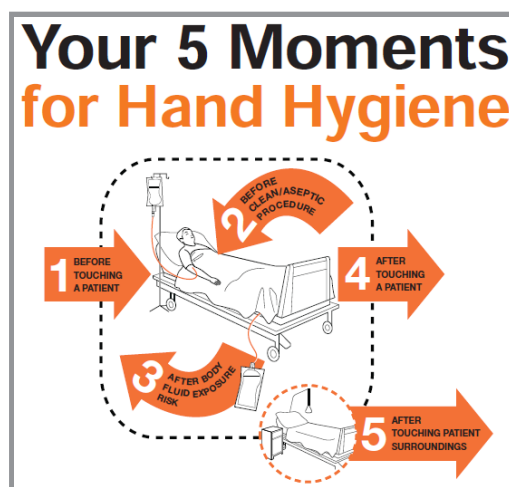 Your 5 Moments
for Hand Hygiene
1
BEFORE
TOUCHING
A PATIENT
2
BEFORE
CLEAN/ASEPTIC
PROCEDURE
3
AFTER BODY
FLUID EXPOSURE
RISK
4
AFTER
TOUCHING
A PATIENT
5
AFTER
TOUCHING PATIENT
SURROUNDINGS